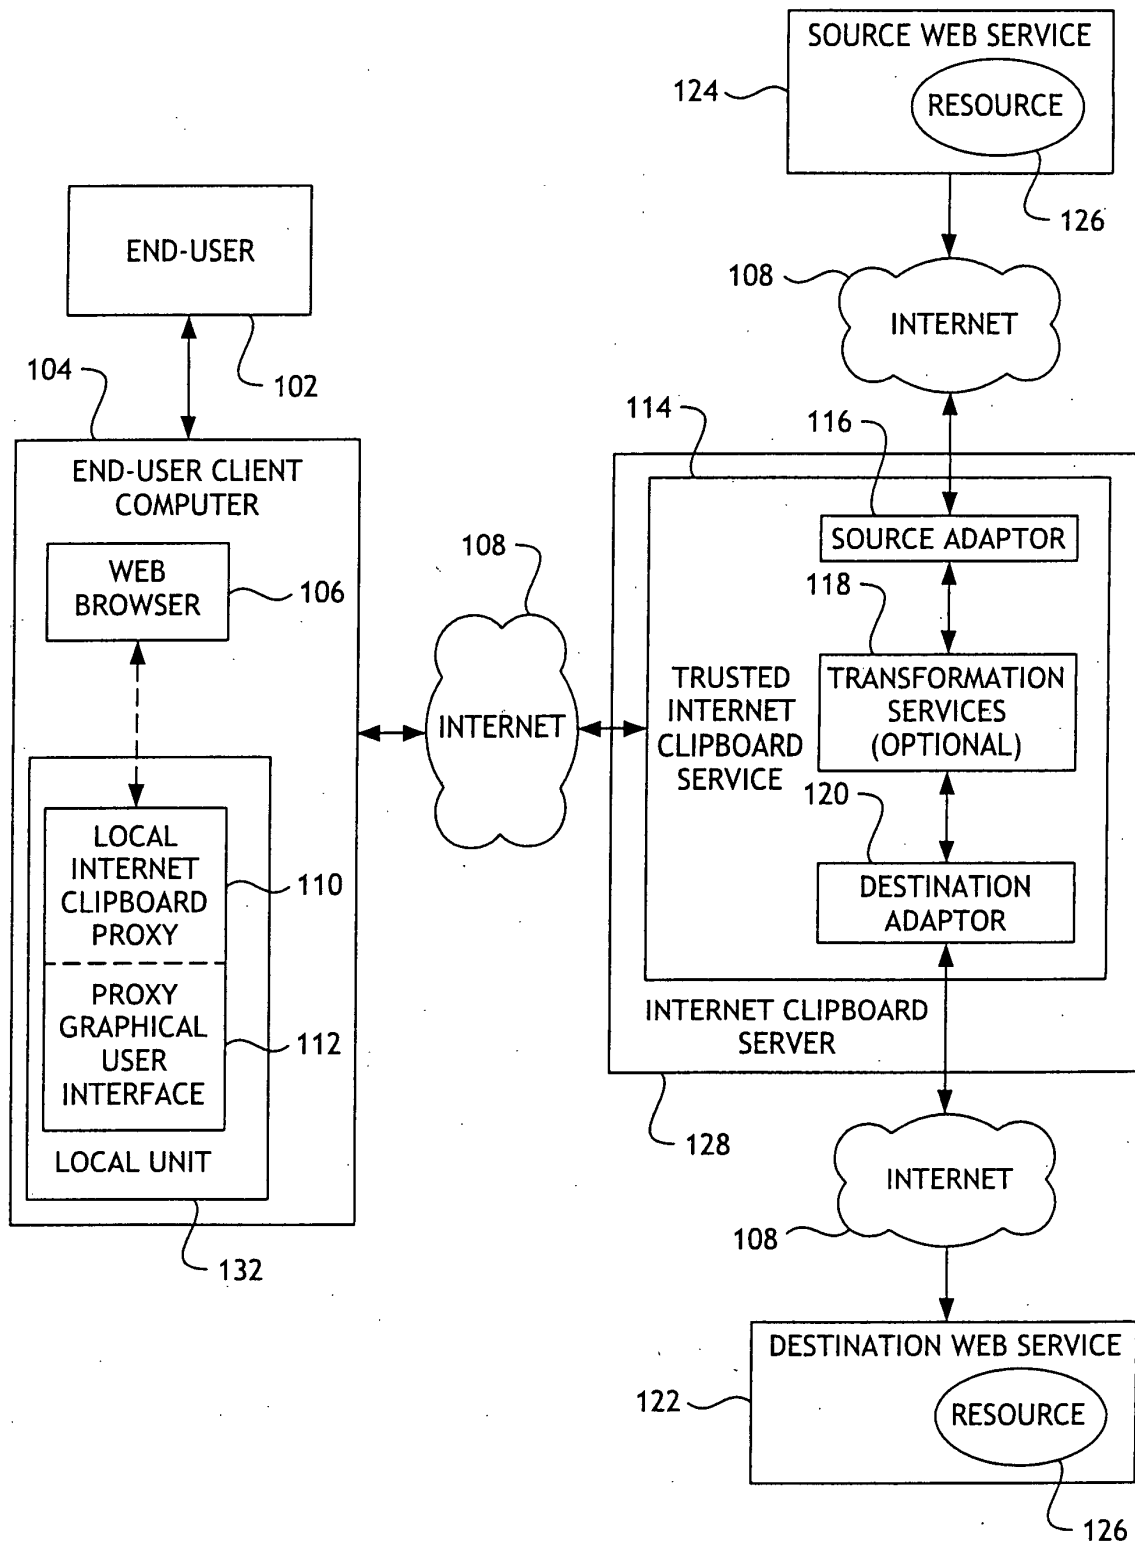 SOURCE WEB SERVICE
RESOURCE
124
126
END-USER
102
108
INTERNET
104
END-USER CLIENT
COMPUTER
WEB
BROWSER
106
LOCAL
INTERNET
CLIPBOARD
PROXY
110
PROXY
GRAPHICAL
USER
INTERFACE
112
LOCAL UNIT
132
108
INTERNET
114
116
SOURCE ADAPTOR
118
TRUSTED
INTERNET
CLIPBOARD
SERVICE
TRANSFORMATION
SERVICES
(OPTIONAL)
120
DESTINATION
ADAPTOR
INTERNET CLIPBOARD
SERVER
128
INTERNET
108
DESTINATION WEB SERVICE
122
RESOURCE
126